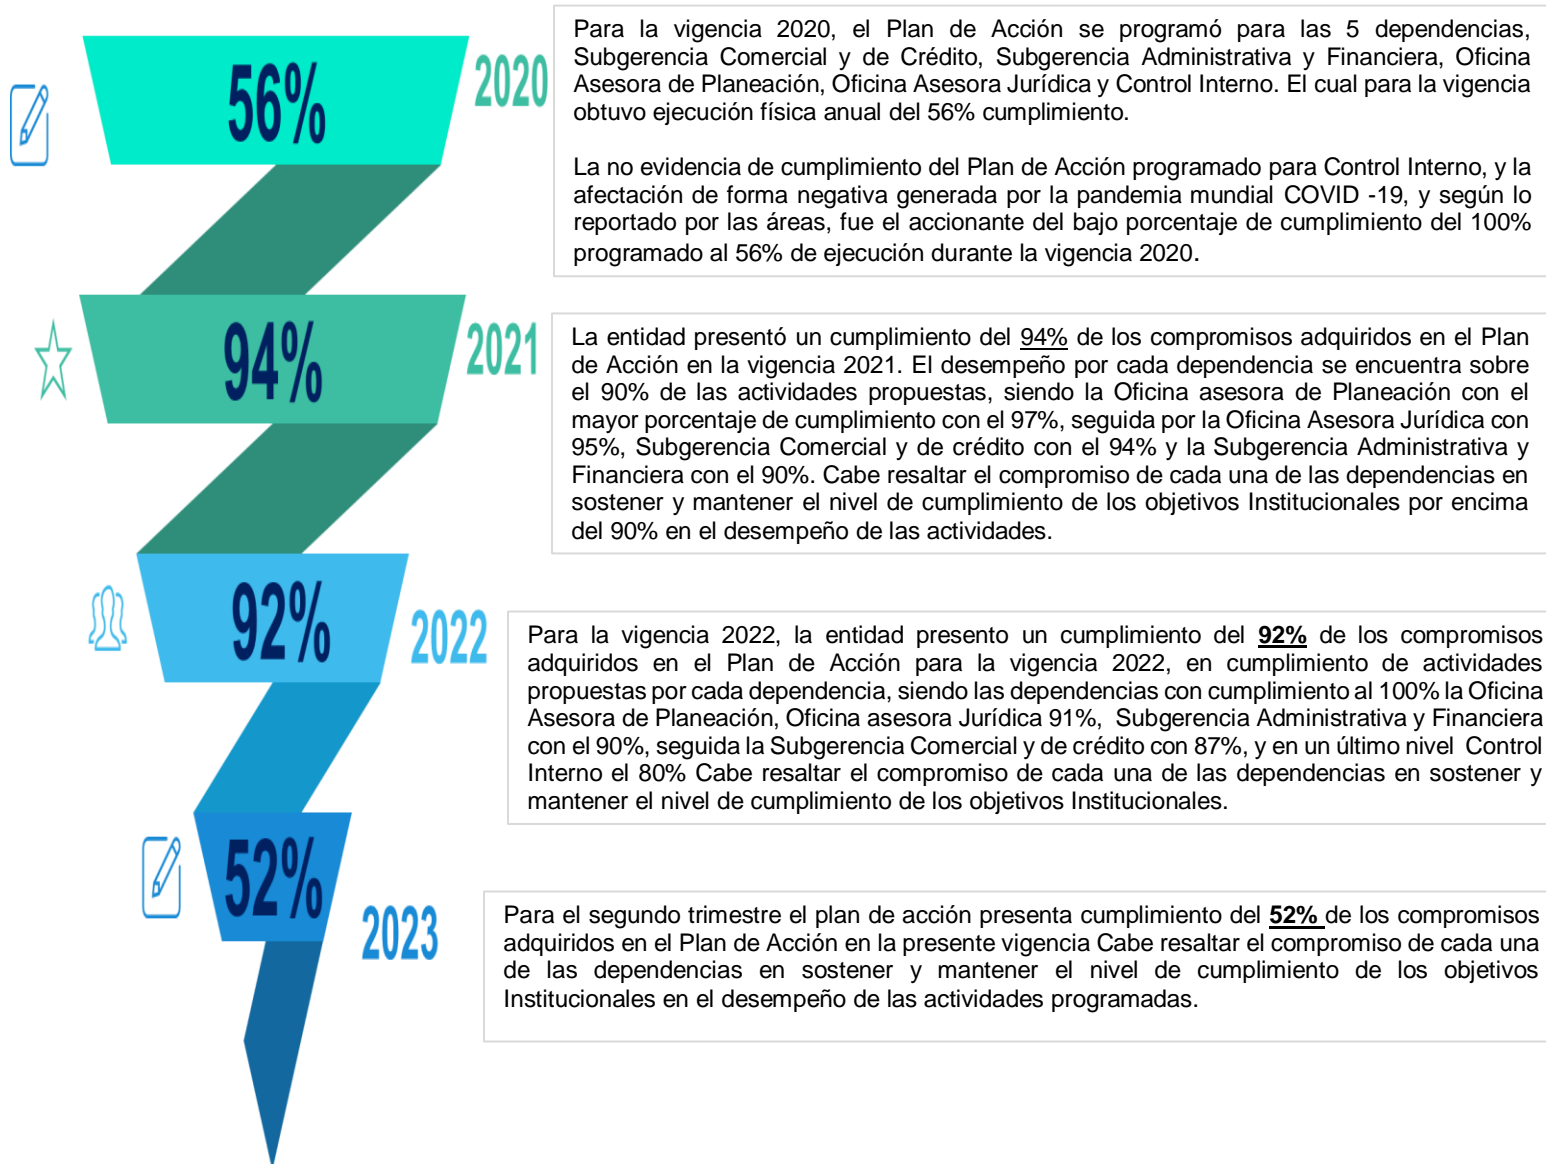 56%
2020
Para la vigencia 2020, el Plan de Acción se programó para las 5 dependencias,
Subgerencia Comercial y de Crédito, Subgerencia Administrativa y Financiera, Oficina
Asesora de Planeación, Oficina Asesora Jurídica y Control Interno. El cual para la vigencia
obtuvo ejecución física anual del 56% cumplimiento.
La no evidencia de cumplimiento del Plan de Acción programado para Control Interno, y la
afectación de forma negativa generada por la pandemia mundial COVID -19, y según lo
reportado por las áreas, fue el accionante del bajo porcentaje de cumplimiento del 100%
programado al 56% de ejecución durante la vigencia 2020.
94%
2021
La entidad presentó un cumplimiento del 94% de los compromisos adquiridos en el Plan
de Acción en la vigencia 2021. El desempeño por cada dependencia se encuentra sobre
el 90% de las actividades propuestas, siendo la Oficina asesora de Planeación con el
mayor porcentaje de cumplimiento con el 97%, seguida por la Oficina Asesora Jurídica con
95%, Subgerencia Comercial y de crédito con el 94% y la Subgerencia Administrativa y
Financiera con el 90%. Cabe resaltar el compromiso de cada una de las dependencias en
sostener y mantener el nivel de cumplimiento de los objetivos Institucionales por encima
del 90% en el desempeño de las actividades.
92%
2022
Para la vigencia 2022, la entidad presento un cumplimiento del 92% de los compromisos
adquiridos en el Plan de Acción para la vigencia 2022, en cumplimiento de actividades
propuestas por cada dependencia, siendo las dependencias con cumplimiento al 100% la Oficina
Asesora de Planeación, Oficina asesora Jurídica 91%, Subgerencia Administrativa y Financiera
con el 90%, seguida la Subgerencia Comercial y de crédito con 87%, y en un último nivel Control
Interno el 80% Cabe resaltar el compromiso de cada una de las dependencias en sostener y
mantener el nivel de cumplimiento de los objetivos Institucionales.
52%
2023
Para el segundo trimestre el plan de acción presenta cumplimiento del 52% de los compromisos
adquiridos en el Plan de Acción en la presente vigencia Cabe resaltar el compromiso de cada una
de las dependencias en sostener y mantener el nivel de cumplimiento de los objetivos
Institucionales en el desempeño de las actividades programadas.